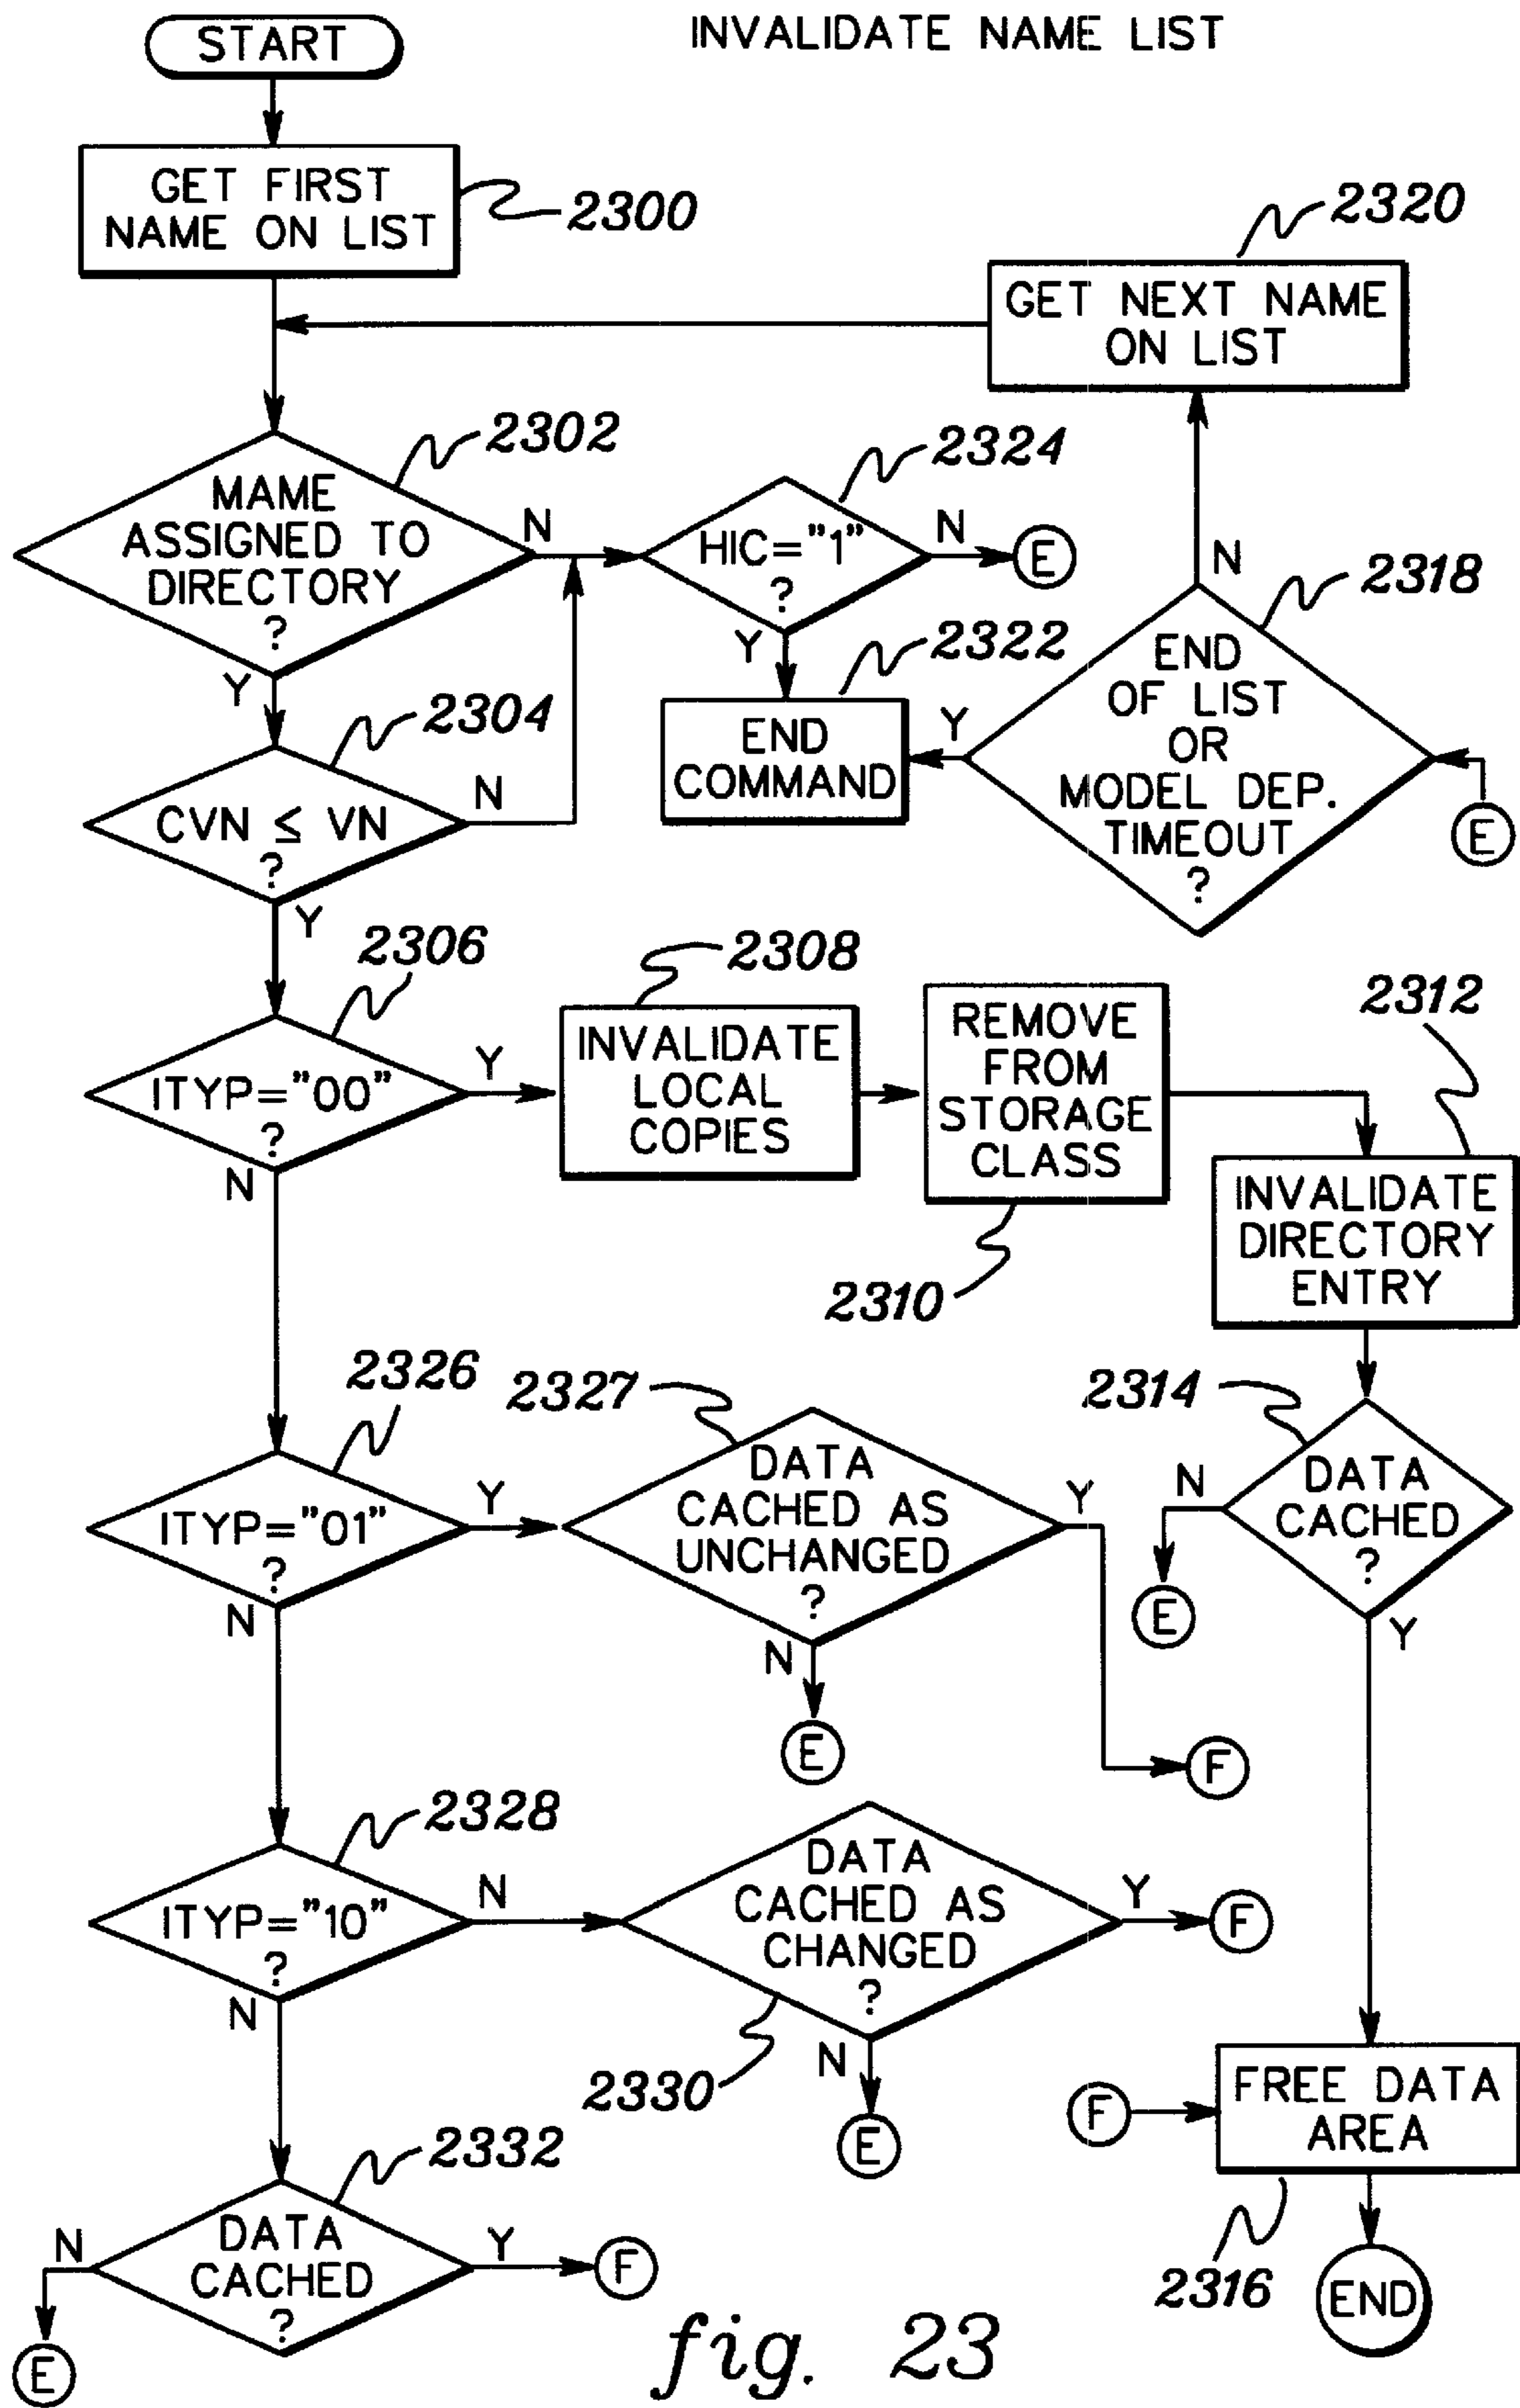 INVALIDATE NAME LIST
START
GET FIRST
NAME ON LIST
2300
2320
GET NEXT NAME
ON LIST
2302
MAME
ASSIGNED TO
DIRECTORY
?
N
Y
2324
HIC="1"
?
N
E
Y
2322
END
COMMAND
2318
N
END
OF LIST
OR
MODEL DEP.
TIMEOUT
?
Y
E
2304
CVN ≤ VN
?
N
Y
2306
ITYP="00"
?
Y
N
2308
INVALIDATE
LOCAL
COPIES
REMOVE
FROM
STORAGE
CLASS
2310
2312
INVALIDATE
DIRECTORY
ENTRY
2314
DATA
CACHED
?
N
E
Y
2326
ITYP="01"
?
Y
N
2327
DATA
CACHED AS
UNCHANGED
?
Y
N
E
F
2328
ITYP="10"
?
N
N
DATA
CACHED AS
CHANGED
?
Y
F
N
E
2330
F
FREE DATA
AREA
2316
END
2332
DATA
CACHED
?
N
E
Y
F
fig. 23